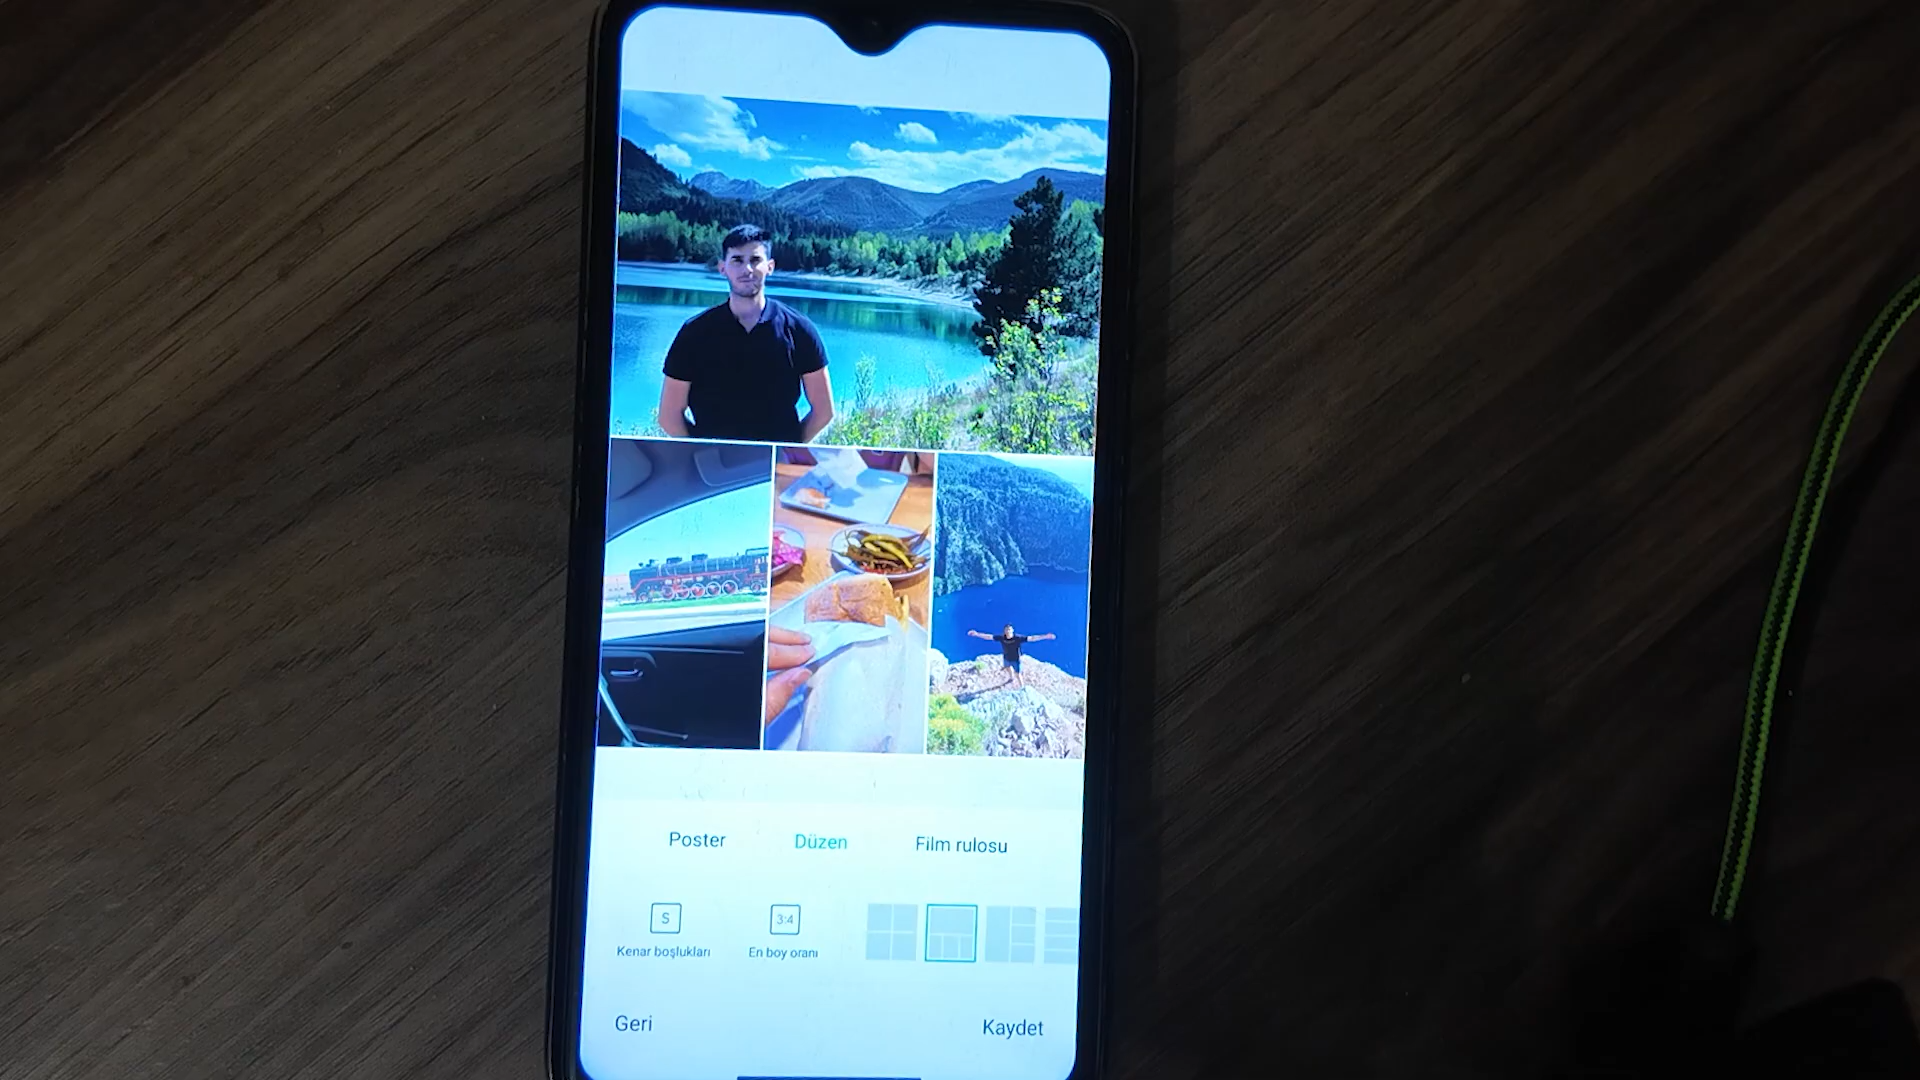 Poster Düzen Film rulosu
S 3:4
Kenar boşlukları En boy oranı
Geri Kaydet